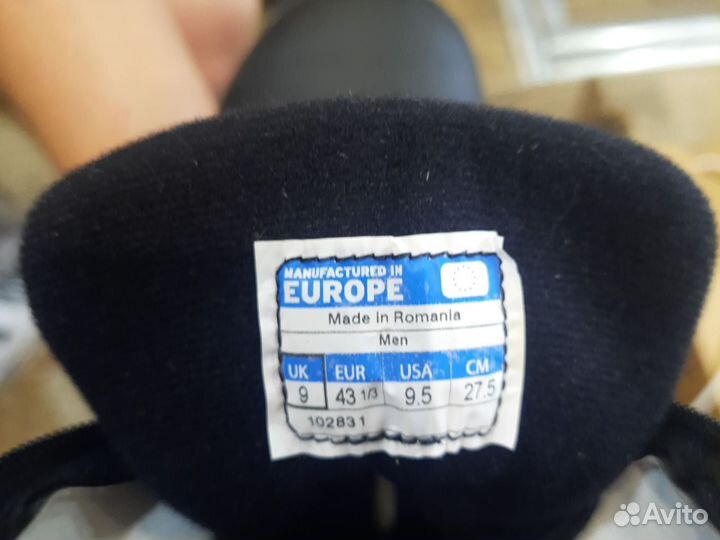 MANUFACTURED IN
EUROPE
Made in Romania
Men
UK EUR USA CM
9 43 1/3 9.5 27.5
102831
Avito